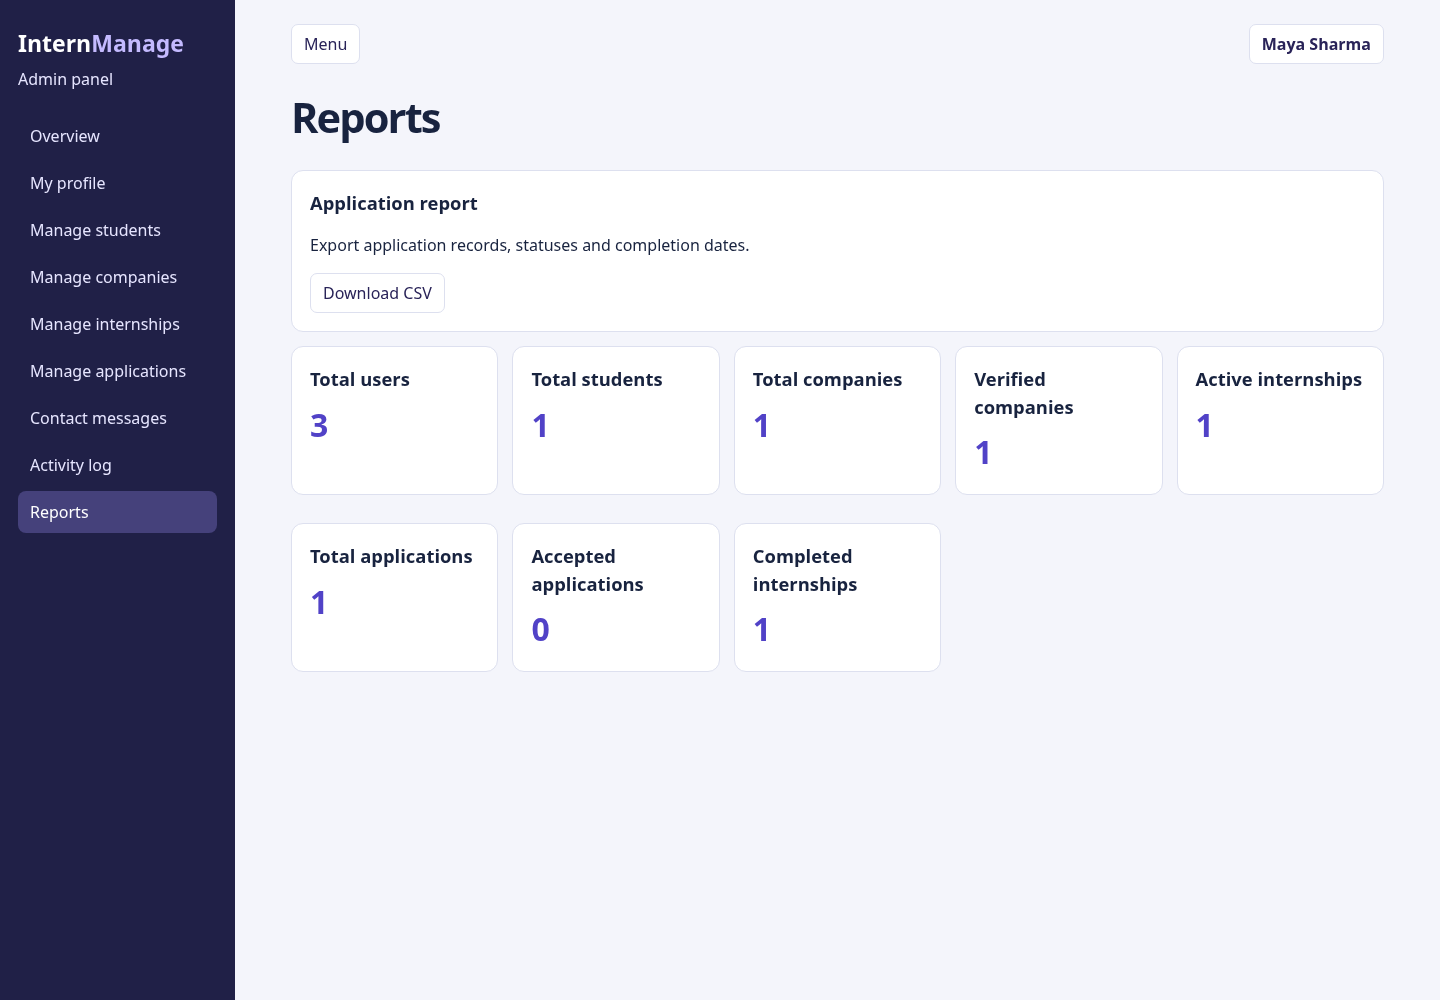 InternManage
Admin panel
Overview
My profile
Manage students
Manage companies
Manage internships
Manage applications
Contact messages
Activity log
Reports
Menu
Maya Sharma
Reports
Application report
Export application records, statuses and completion dates.
Download CSV
Total users
3
Total students
1
Total companies
1
Verified
companies
1
Active internships
1
Total applications
1
Accepted
applications
0
Completed
internships
1